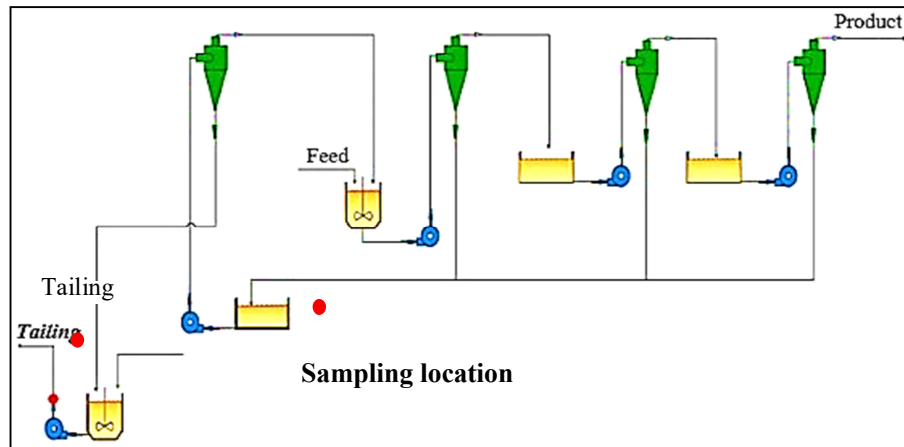 Product
Feed
Tailing
Tailing
Sampling location